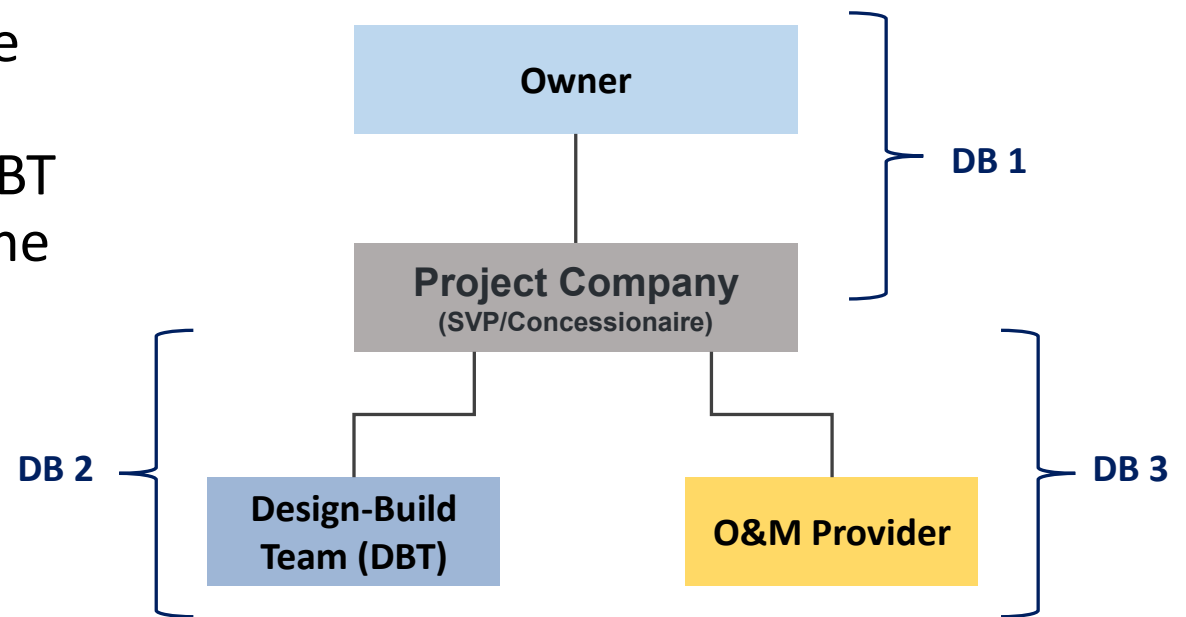 e
BT
ne
Owner
DB 1
Project Company
(SVP/Concessionaire)
DB 2
DB 3
Design-Build
Team (DBT)
O&M Provider